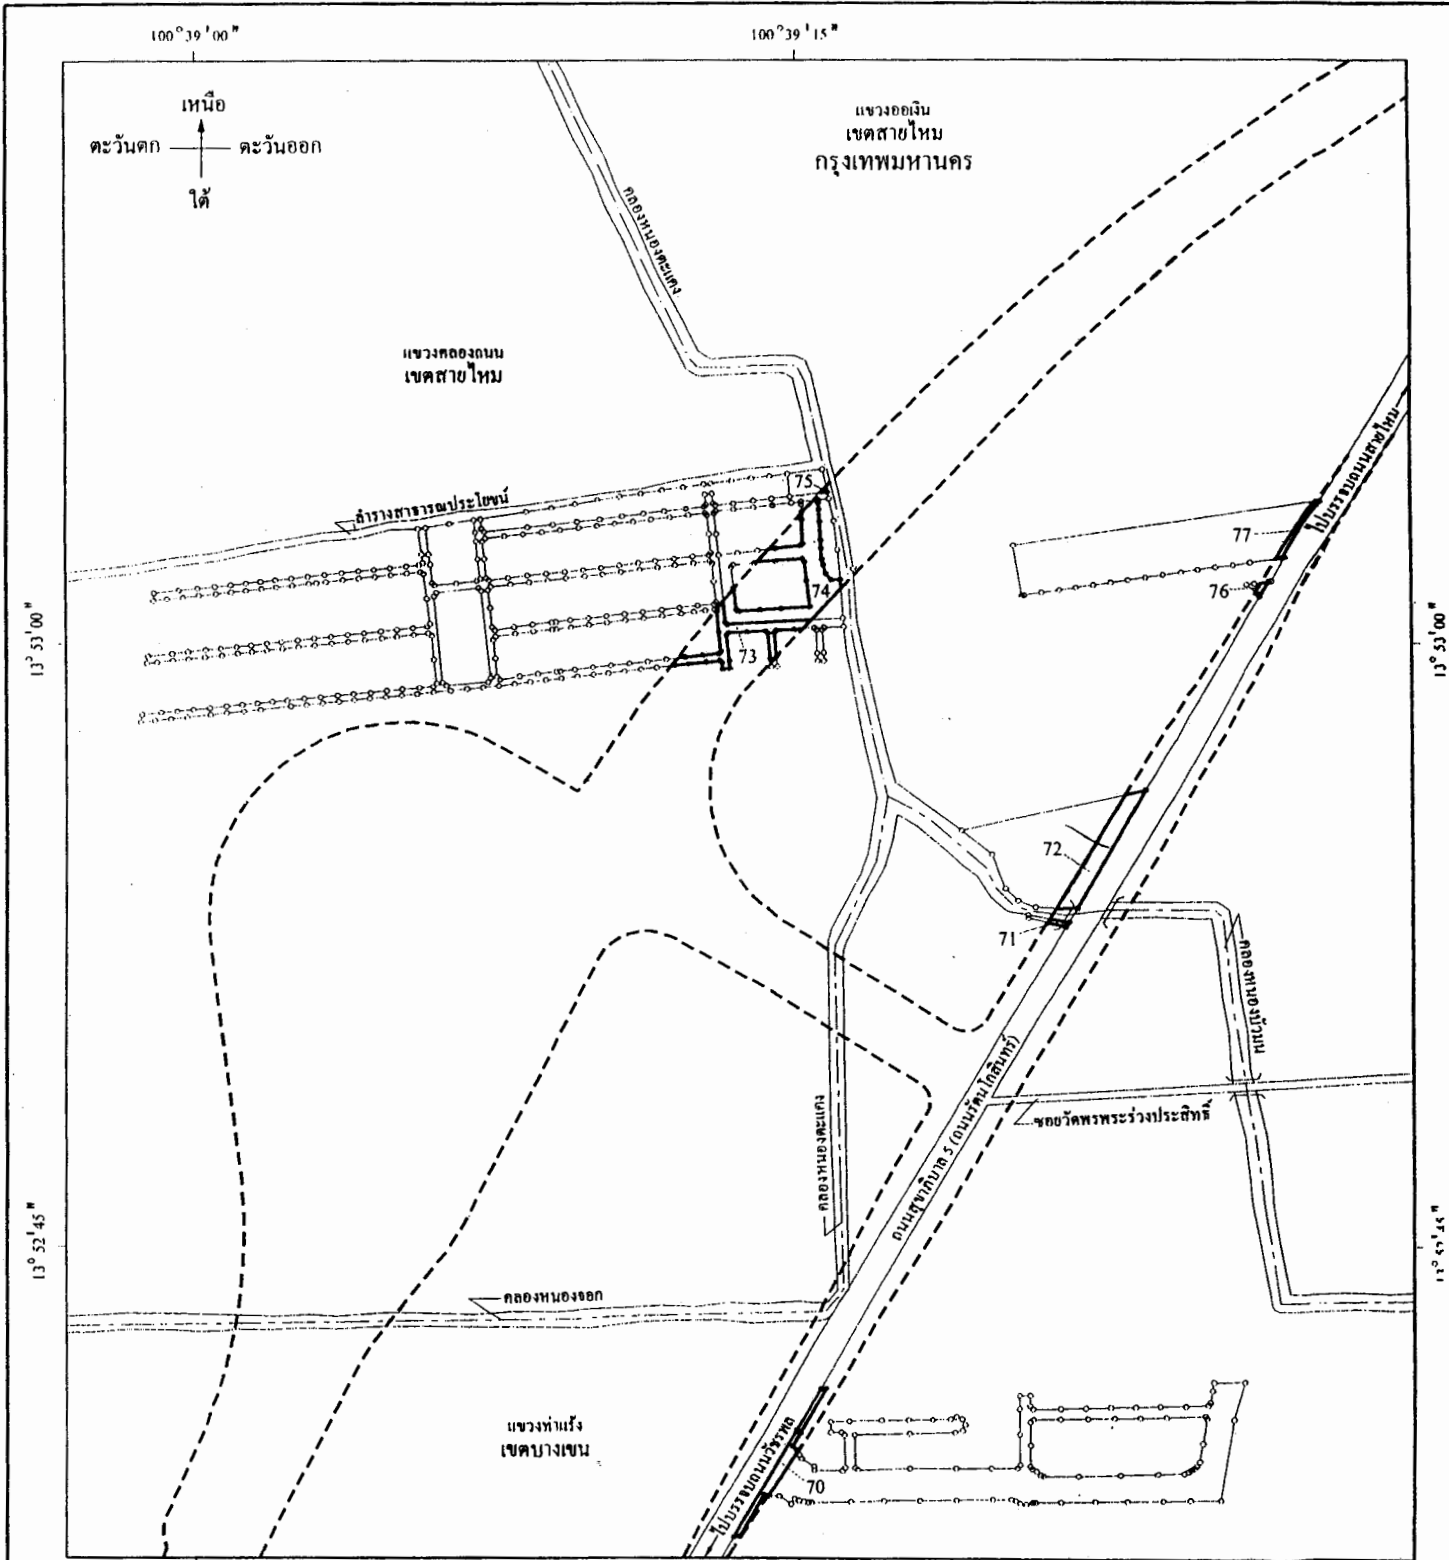 100°39'00"
100°39'15"
เหนือ
ตะวันตก
ตะวันออก
ใต้
แขวงออเงิน
เขตสายไหม
กรุงเทพมหานคร
คลองหนองตะแคง
แขวงคลองถนน
เขตสายไหม
ลำรางสาธารณประโยชน์
75
77
ไปบรรจบถนนสายไหม
76
74
73
13°53'00"
13°53'00"
72
71
คลองหนองบัวมน
ถนนสุขาภิบาล 5 (ถนนรัตนโกสินทร์)
ซอยวัดพรพระร่วงประสิทธิ์
คลองหนองตะแคง
13°52'45"
13°52'45"
คลองหนองจอก
แขวงท่าแร้ง
เขตบางเขน
ไปบรรจบถนนวัชรพล
70